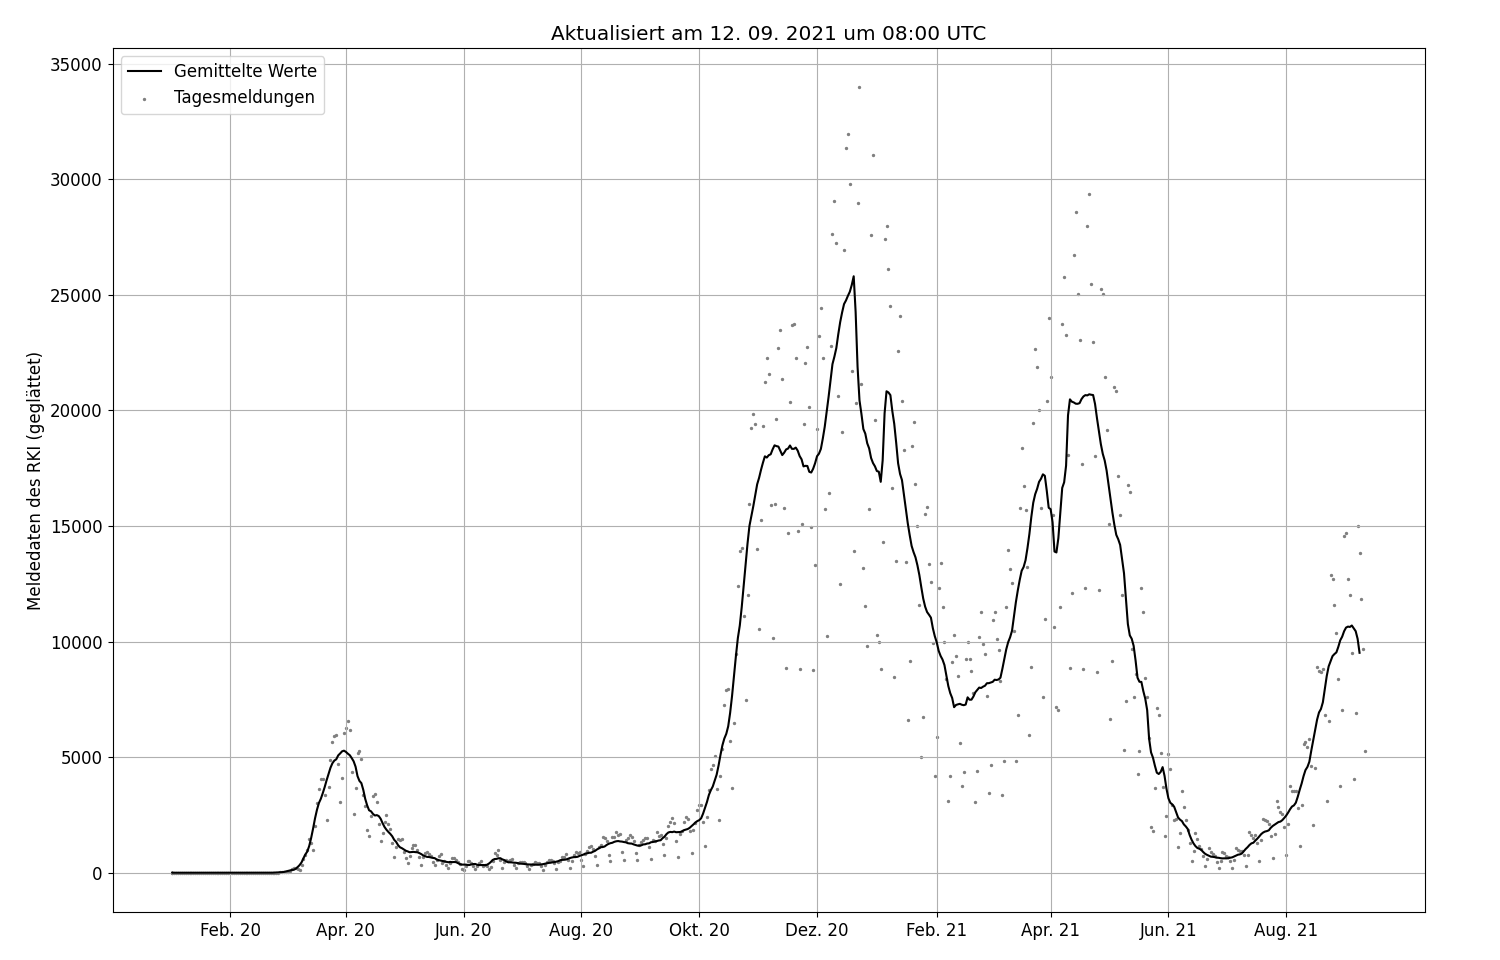 Aktualisiert am 12. 09. 2021 um 08:00 UTC
Gemittelte Werte
Tagesmeldungen
Meldedaten des RKI (geglättet)
35000
30000
25000
20000
15000
10000
5000
0
Feb. 20 Apr. 20 Jun. 20 Aug. 20 Okt. 20 Dez. 20 Feb. 21 Apr. 21 Jun. 21 Aug. 21